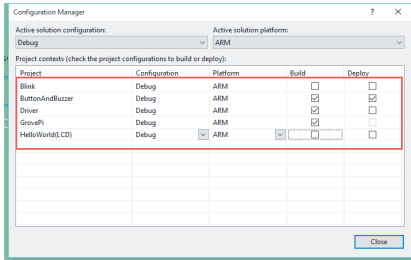 Configuration Manager
? X
Active solution configuration:
Active solution platform:
Debug
ARM
Project contexts (check the project configurations to build or deploy):
Project Configuration Platform Build Deploy
Blink Debug ARM
ButtonAndBuzzer Debug ARM
Driver Debug ARM
GrovePi Debug ARM
HelloWorld(LCD) Debug ARM
Close